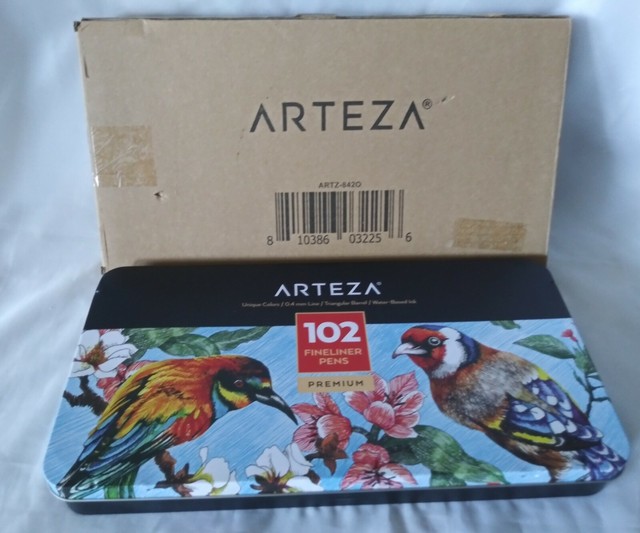 ARTEZA®
ARTZ-8420
8 10386 03225 6
ARTEZA®
Unique Colors / 0.4 mm Line / Triangular Barrel / Water-Based Ink
102
FINELINER
PENS
PREMIUM